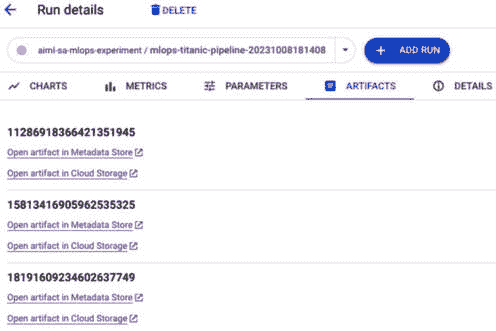 Run details DELETE
aiml-sa-mlops-experiment / mlops-titanic-pipeline-20231008181408 ADD RUN
CHARTS METRICS PARAMETERS ARTIFACTS DETAILS
11286918366421351945
Open artifact in Metadata Store
Open artifact in Cloud Storage
15813416905962535325
Open artifact in Metadata Store
Open artifact in Cloud Storage
18191609234602637749
Open artifact in Metadata Store
Open artifact in Cloud Storage